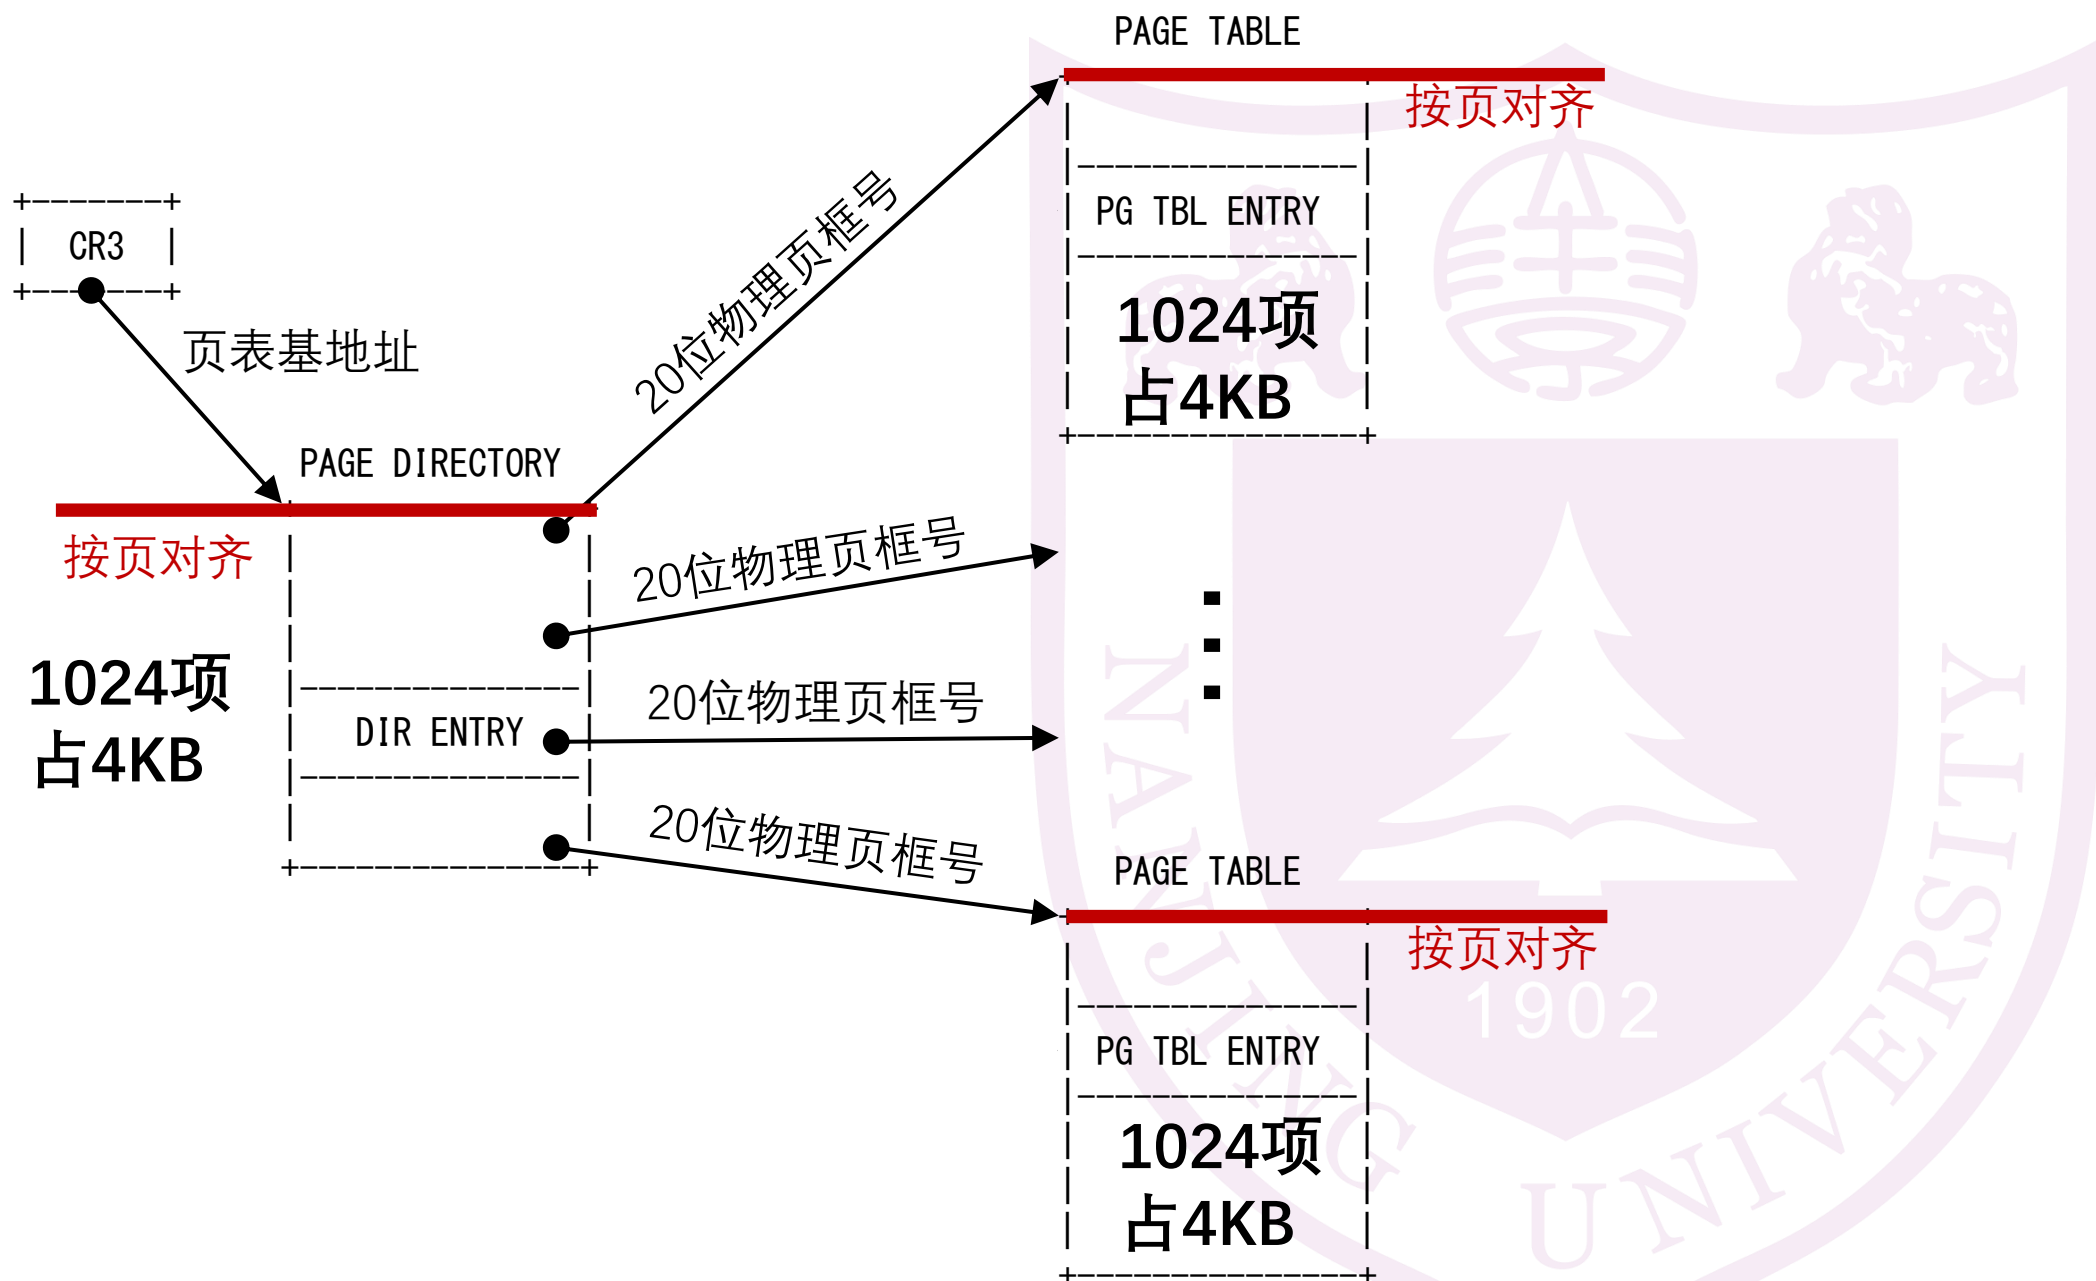 PAGE TABLE
按页对齐
PG TBL ENTRY
1024项
占4KB
CR3
页表基地址
20位物理页框号
PAGE DIRECTORY
按页对齐
1024项
占4KB
DIR ENTRY
20位物理页框号
20位物理页框号
20位物理页框号
PAGE TABLE
按页对齐
PG TBL ENTRY
1024项
占4KB
NANJING UNIVERSITY
1902